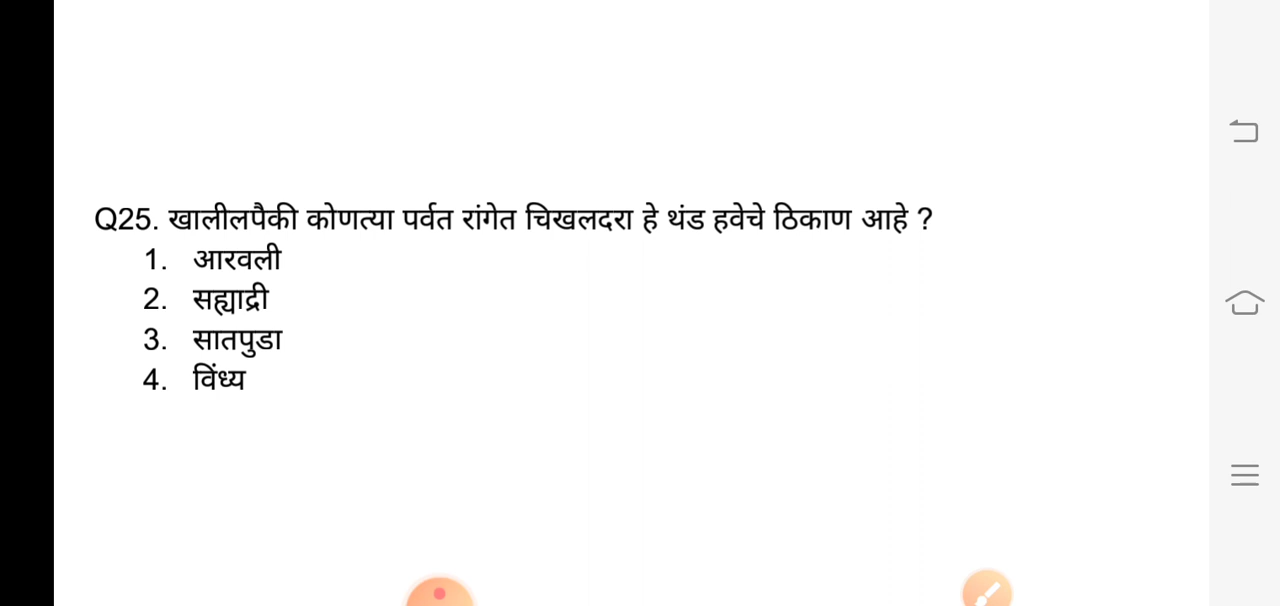 Q25. खालीलपैकी कोणत्या पर्वत रांगेत चिखलदरा हे थंड हवेचे ठिकाण आहे ?
1. आरवली
2. सह्याद्री
3. सातपुडा
4. विंध्य